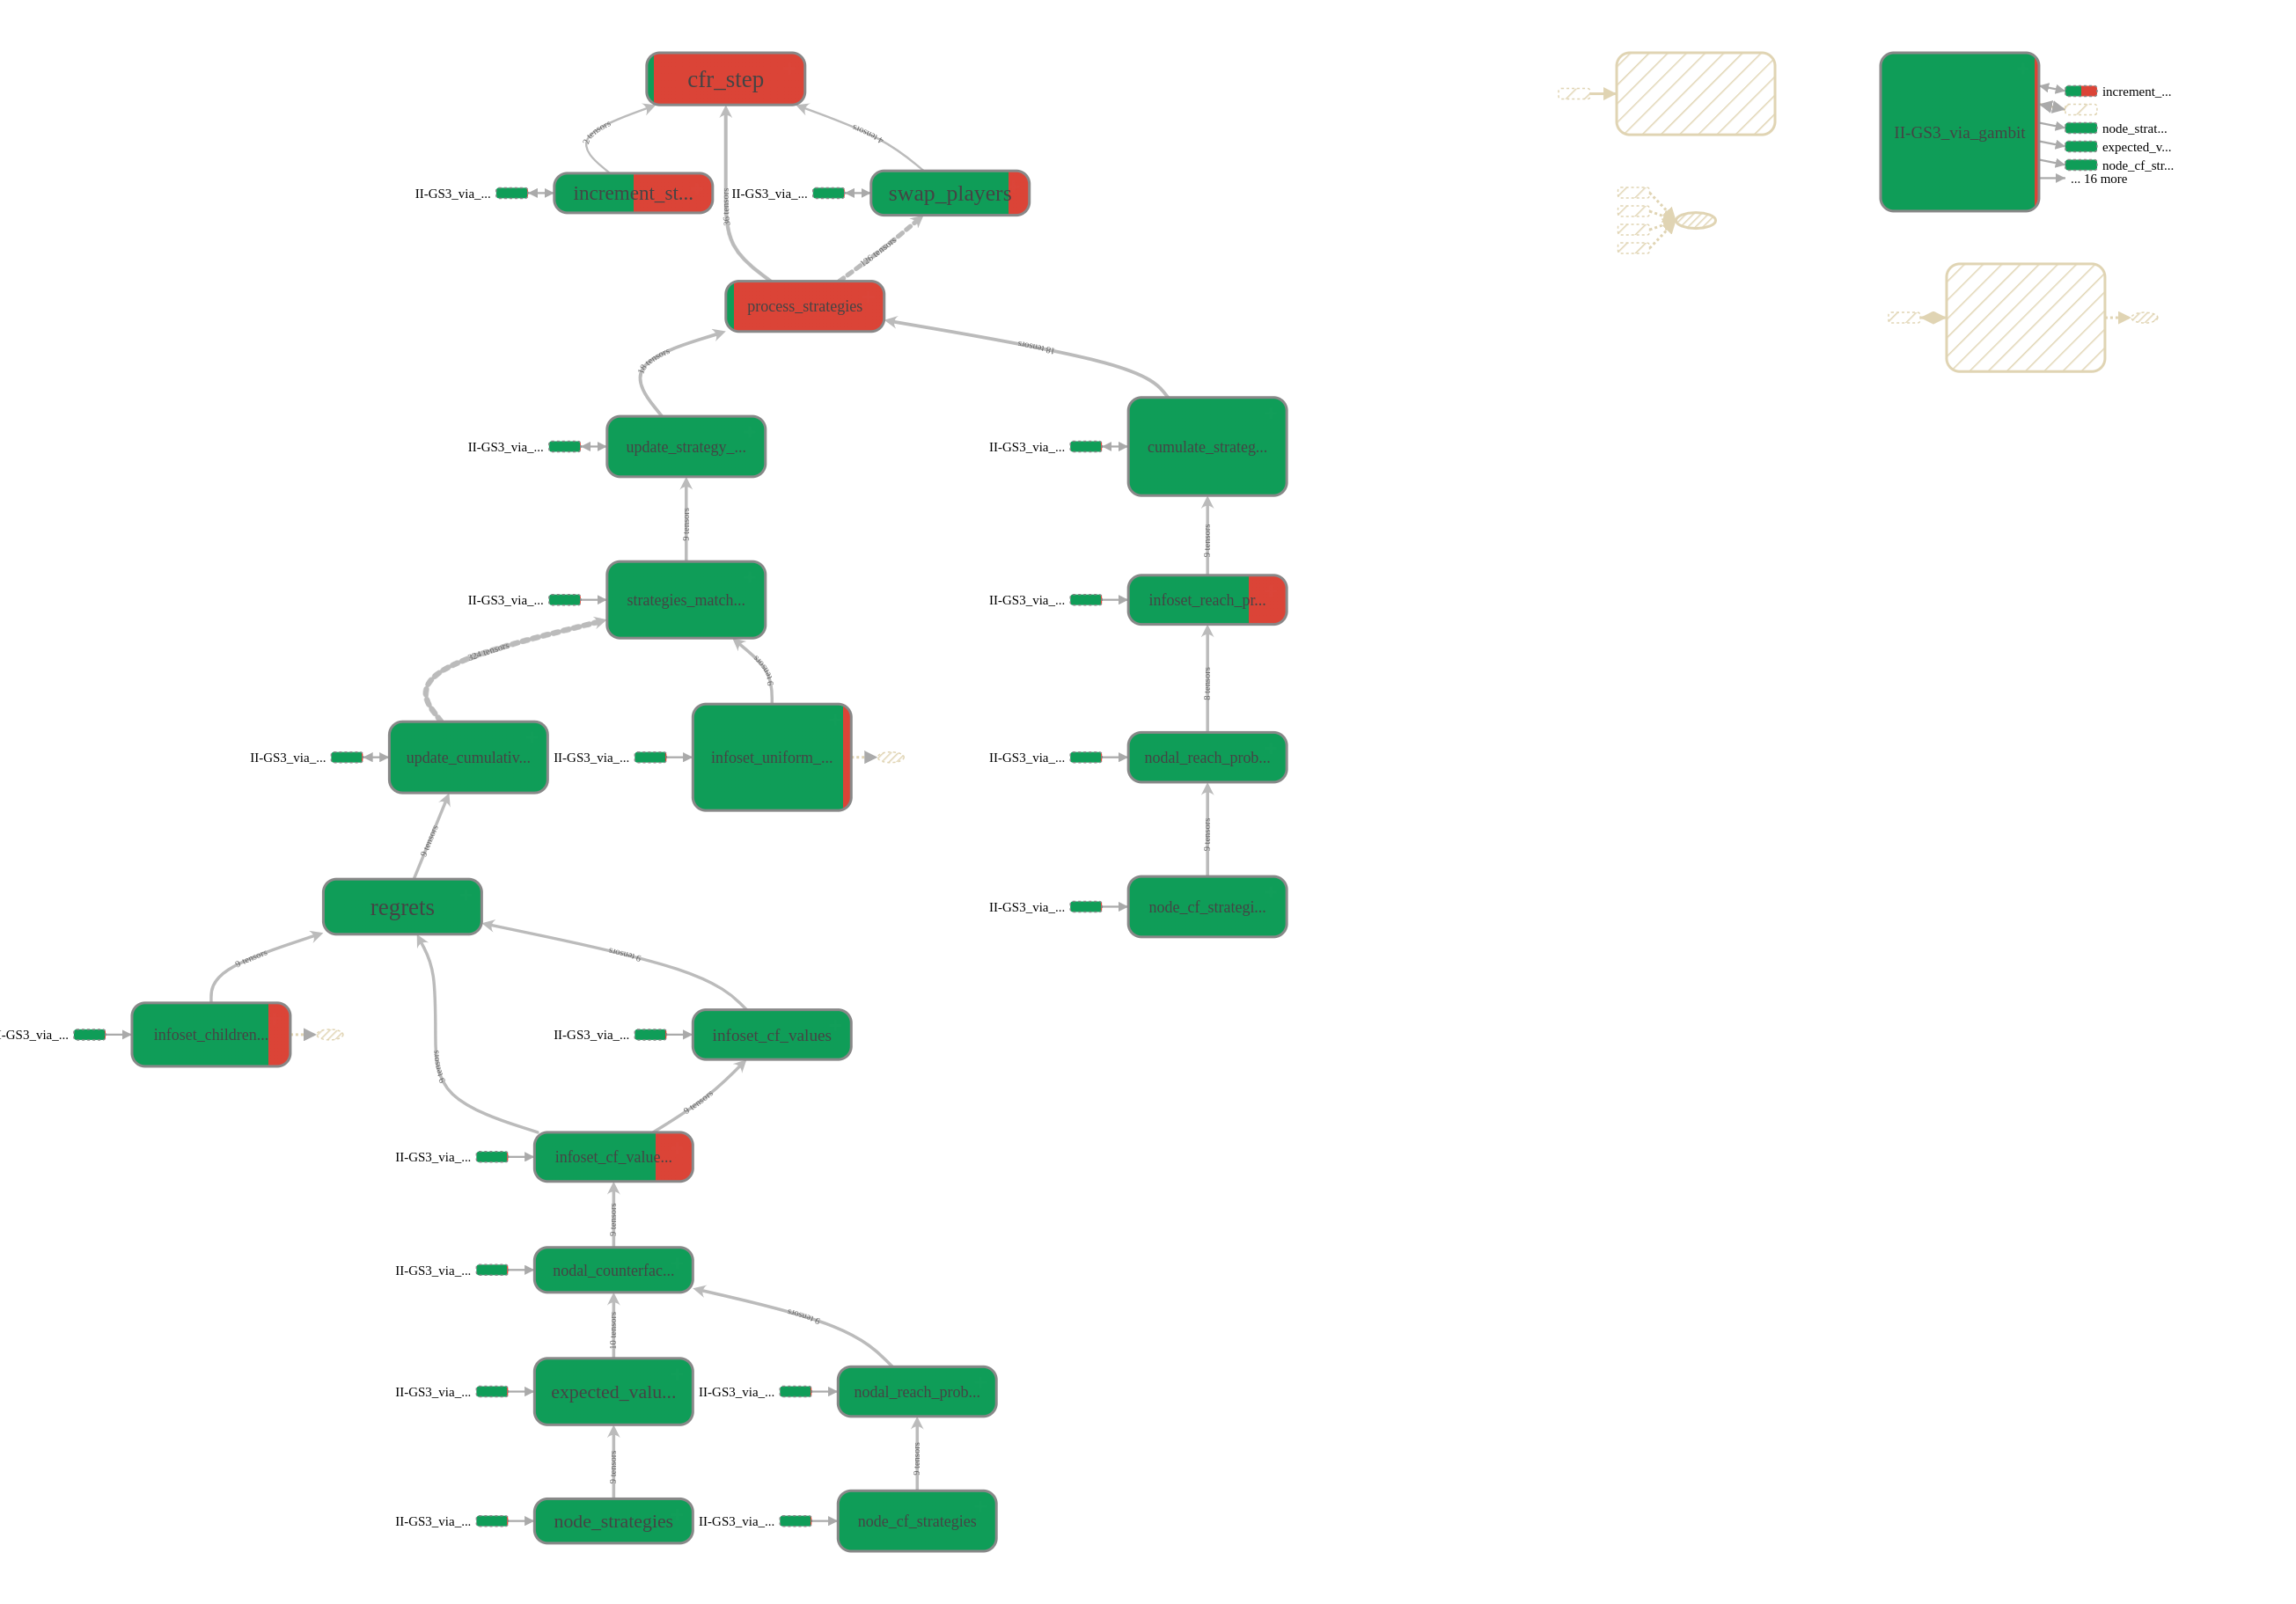 cfr_step
increment_...
II-GS3_via_gambit
node_strat...
expected_v...
node_cf_str...
... 16 more
2 tensors
4 tensors
II-GS3_via_...
increment_st...
36 tensors
II-GS3_via_...
swap_players
126 tensors
process_strategies
18 tensors
18 tensors
II-GS3_via_...
update_strategy_...
II-GS3_via_...
cumulate_strateg...
9 tensors
9 tensors
II-GS3_via_...
strategies_match...
II-GS3_via_...
infoset_reach_pr...
324 tensors
9 tensors
8 tensors
II-GS3_via_...
update_cumulativ...
II-GS3_via_...
infoset_uniform_...
II-GS3_via_...
nodal_reach_prob...
9 tensors
9 tensors
regrets
II-GS3_via_...
node_cf_strategi...
9 tensors
9 tensors
I-GS3_via_...
infoset_children...
II-GS3_via_...
infoset_cf_values
9 tensors
9 tensors
II-GS3_via_...
infoset_cf_value...
9 tensors
II-GS3_via_...
nodal_counterfac...
10 tensors
9 tensors
II-GS3_via_...
expected_valu...
II-GS3_via_...
nodal_reach_prob...
9 tensors
9 tensors
II-GS3_via_...
node_strategies
II-GS3_via_...
node_cf_strategies